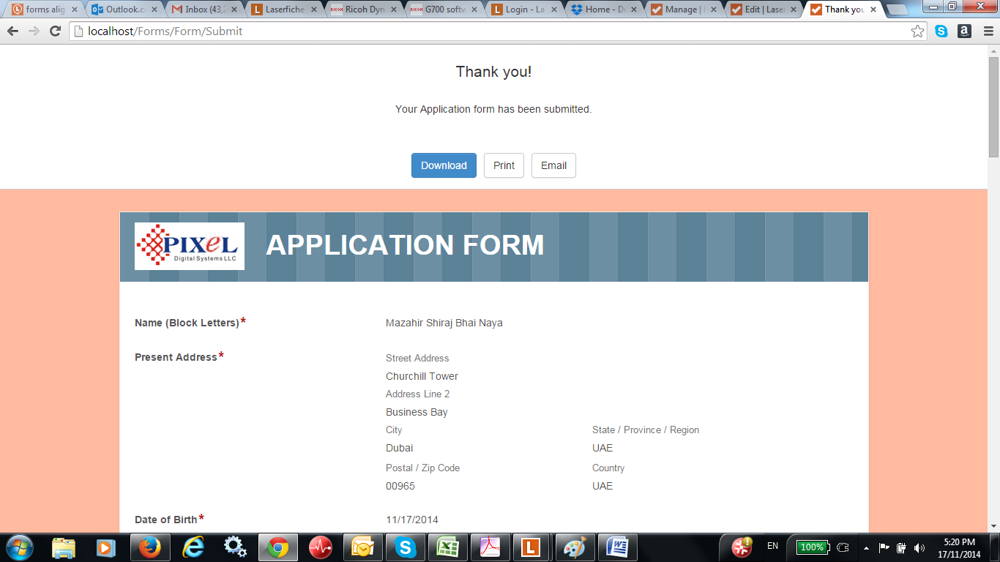 forms alig
Outlook.c
Inbox (43,
Laserfiche
RICOH Ricoh Dyn
RICOH G700 softw
Login - La
Home - D
Manage |
Edit | Laser
Thank you
localhost/Forms/Form/Submit
Thank you!
Your Application form has been submitted.
Download Print Email
PIXeL
Digital Systems LLC
APPLICATION FORM
Name (Block Letters)* Mazahir Shiraj Bhai Naya
Present Address* Street Address
Churchill Tower
Address Line 2
Business Bay
City State / Province / Region
Dubai UAE
Postal / Zip Code Country
00965 UAE
Date of Birth* 11/17/2014
EN 100% 5:20 PM
17/11/2014